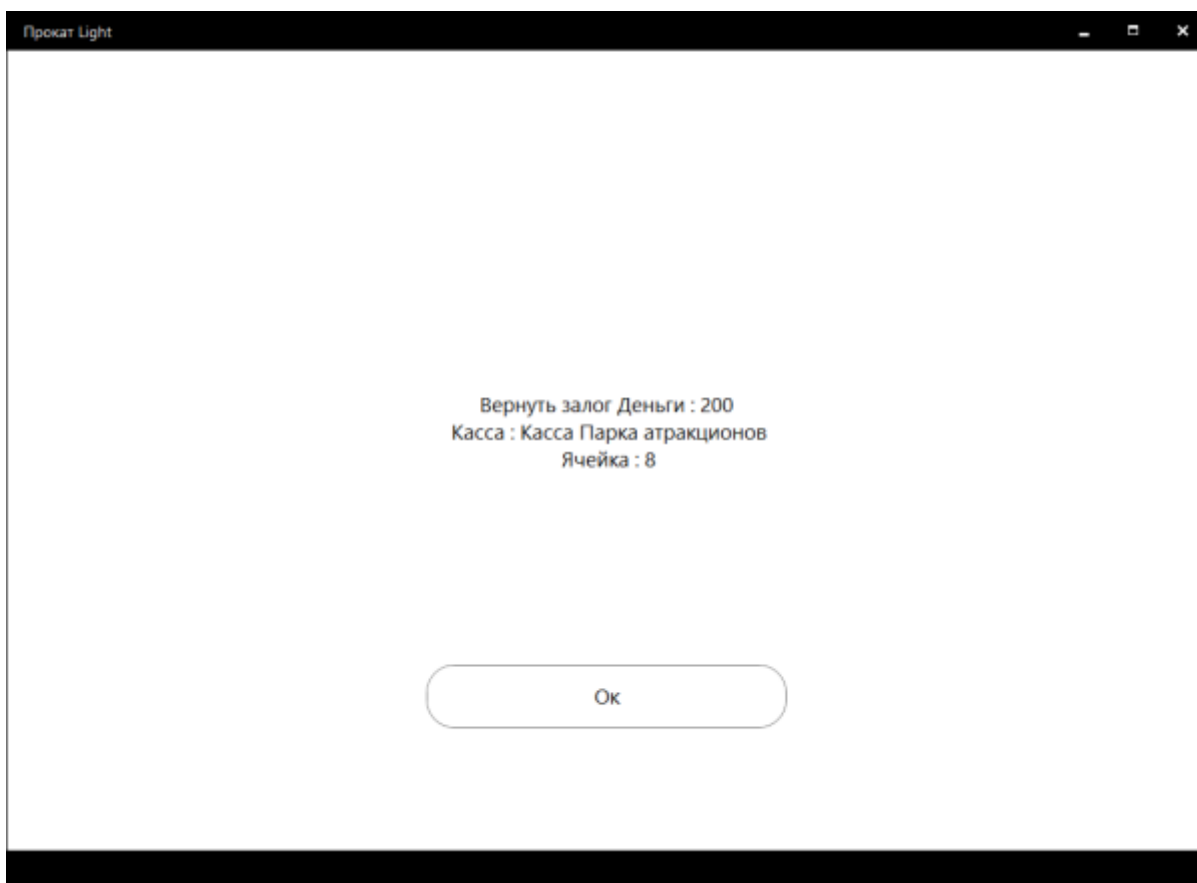 Прокат Light
Вернуть залог Деньги : 200
Касса : Касса Парка атракционов
Ячейка : 8
Ок